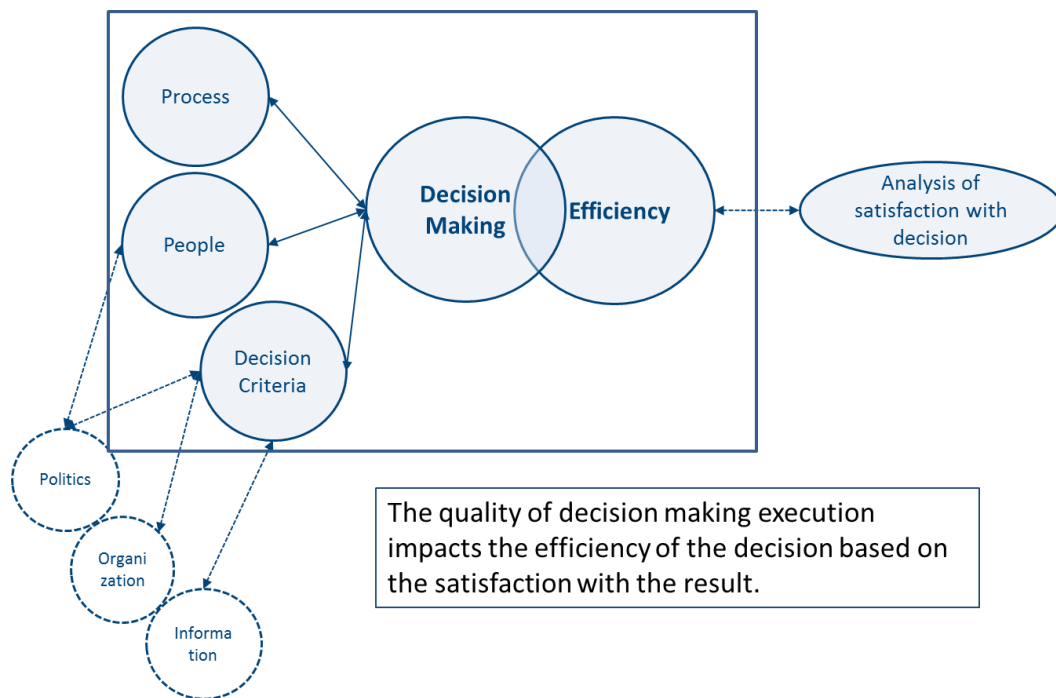 Process
People
Decision
Criteria
Decision
Making
Efficiency
Analysis of
satisfaction with
decision
Politics
Organi
zation
Informa
tion
The quality of decision making execution
impacts the efficiency of the decision based on
the satisfaction with the result.